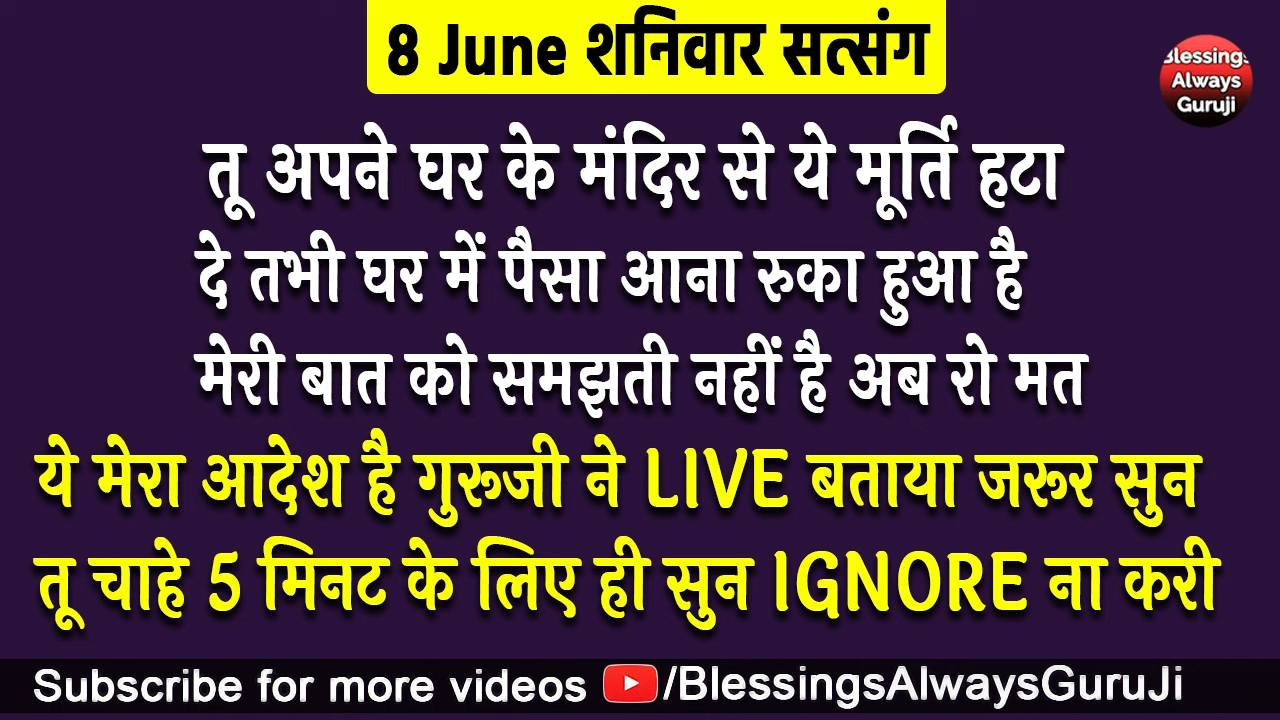 8 June शनिवार सत्संग
Blessings
Always
Guruji
तू अपने घर के मंदिर से ये मूर्ति हटा
दे तभी घर में पैसा आना रुका हुआ है
मेरी बात को समझती नहीं है अब रो मत
ये मेरा आदेश है गुरूजी ने LIVE बताया जरूर सुन
तू चाहे 5 मिनट के लिए ही सुन IGNORE ना करी
Subscribe for more videos /BlessingsAlwaysGuruJi